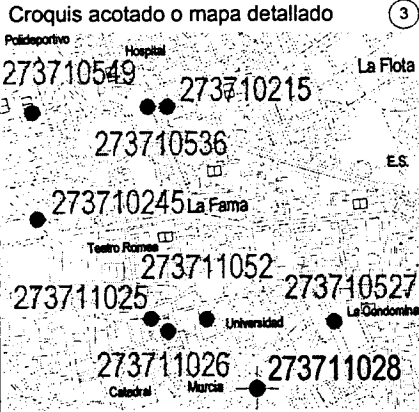 Croquis acotado o mapa detallado 3
Polideportivo
Hospital
La Flota
273710549
273710215
273710536
E.S.
273710245 La Fama
Teatro Romea
273711052
273710527
273711025
La Condomina
Universidad
273711026 273711028
Catedral Murcia